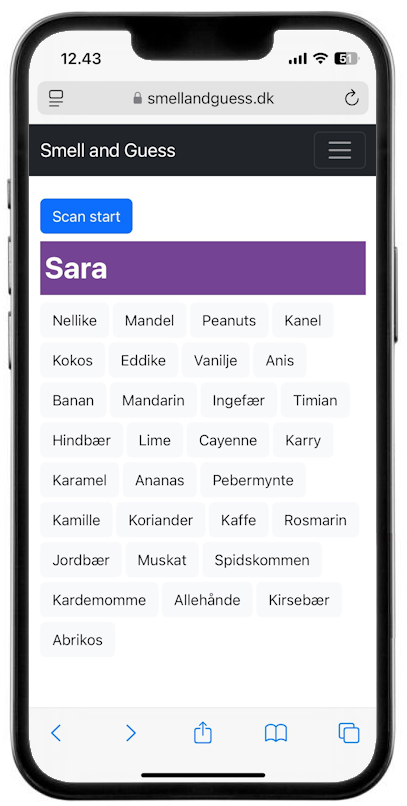 12.43 51
smellandguess.dk
Smell and Guess
Scan start
Sara
Nellike Mandel Peanuts Kanel
Kokos Eddike Vanilje Anis
Banan Mandarin Ingefær Timian
Hindbær Lime Cayenne Karry
Karamel Ananas Pebermynte
Kamille Koriander Kaffe Rosmarin
Jordbær Muskat Spidskommen
Kardemomme Allehånde Kirsebær
Abrikos